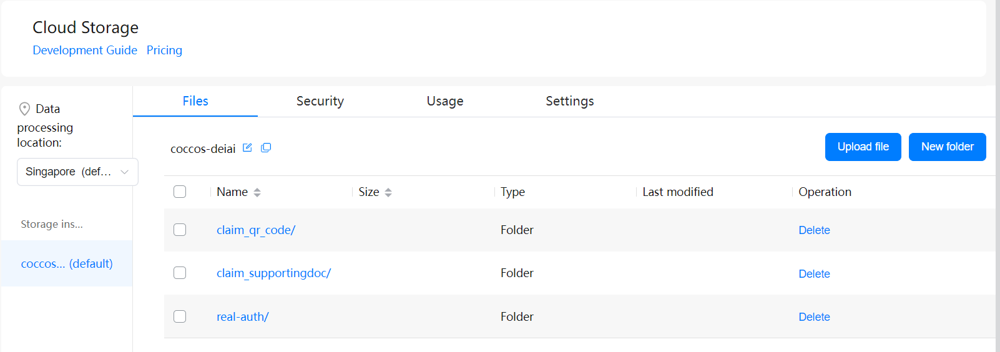 Cloud Storage
Development Guide Pricing
Data
processing
location:
Singapore (def...
Storage ins...
coccos... (default)
Files Security Usage Settings
coccos-deiai
Upload file New folder
Name Size Type Last modified Operation
claim_qr_code/ Folder Delete
claim_supportingdoc/ Folder Delete
real-auth/ Folder Delete